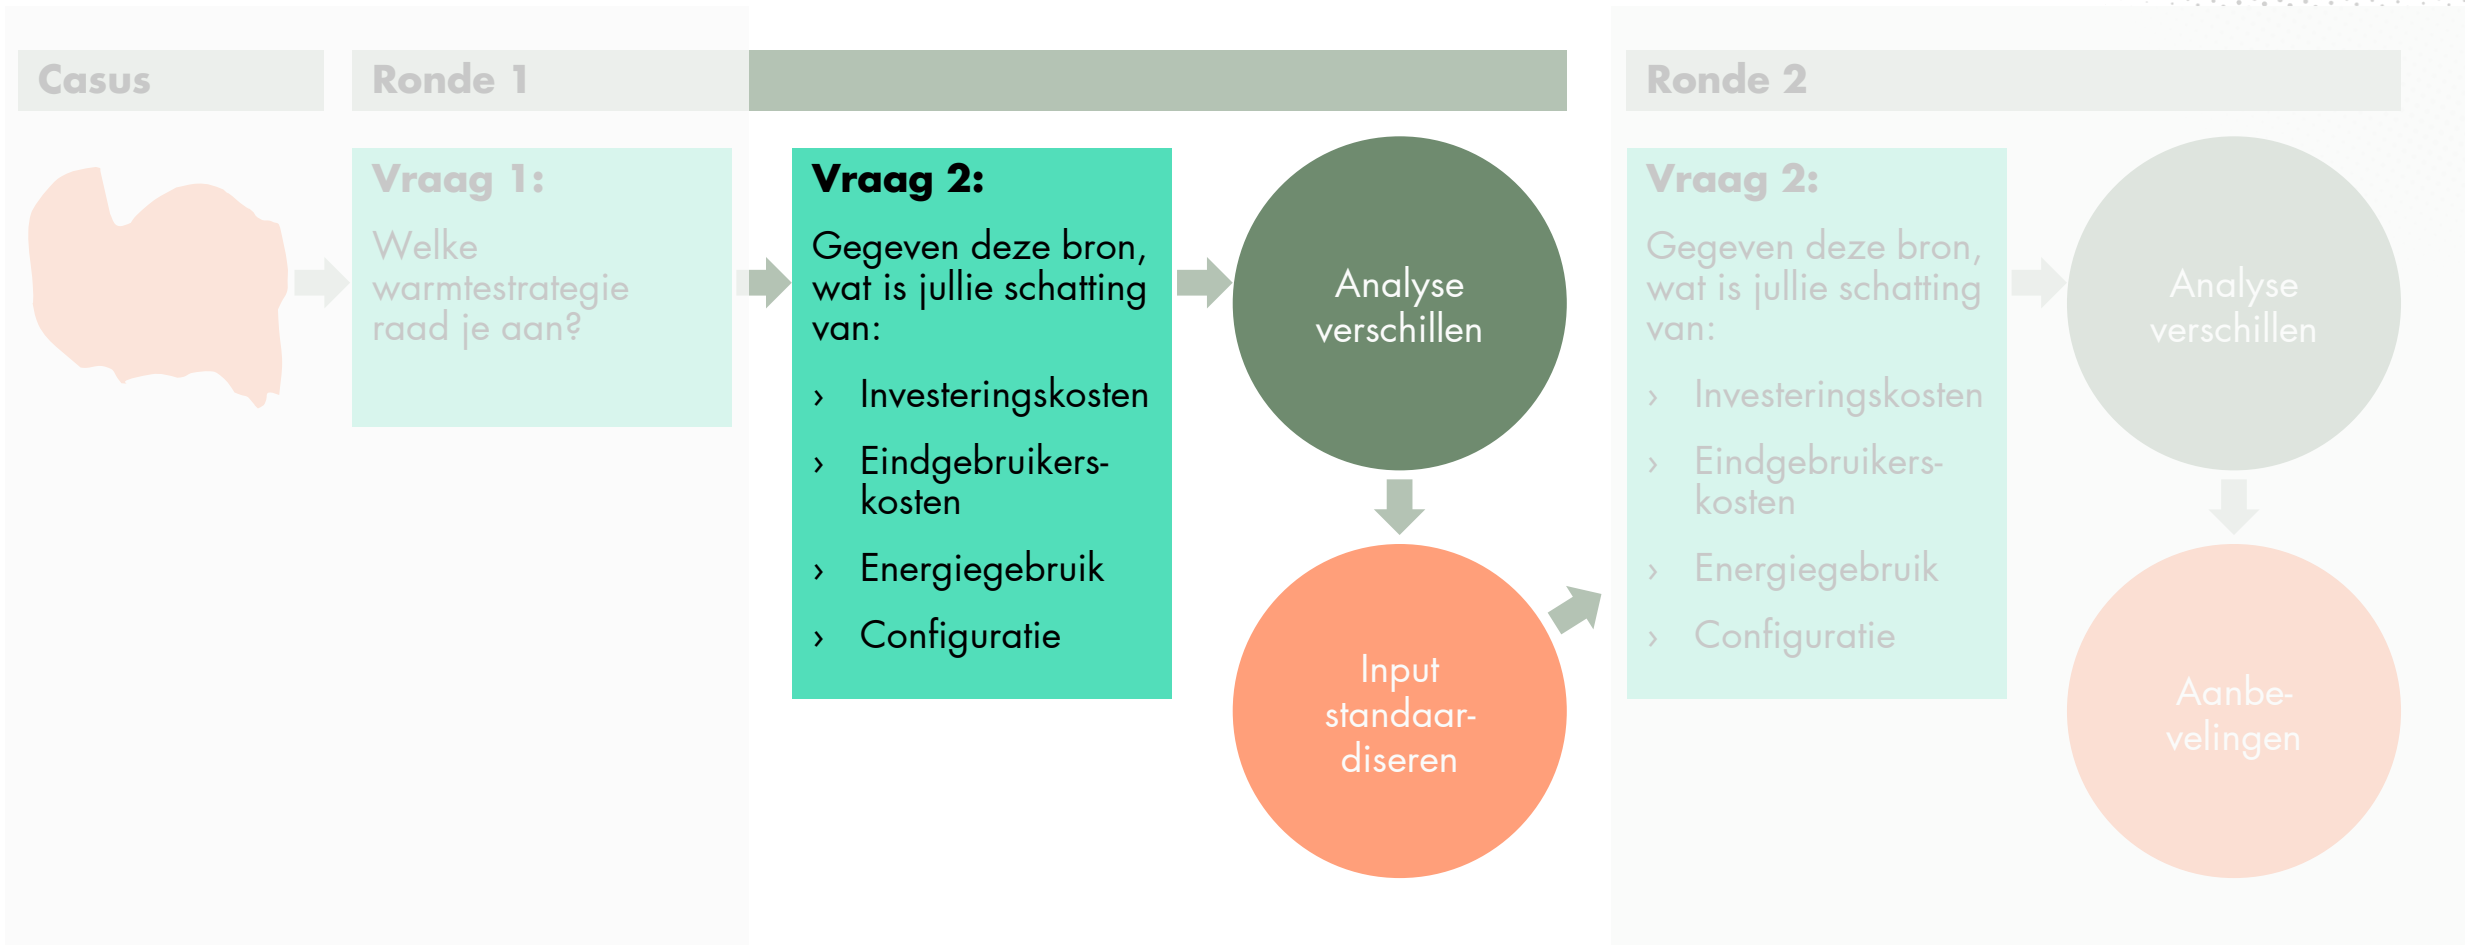 Casus
Ronde 1
Ronde 2
Vraag 1:
Welke
warmtestrategie
raad je aan?
Vraag 2:
Gegeven deze bron,
wat is jullie schatting
van:
› Investeringskosten
› Eindgebruikers-
kosten
› Energiegebruik
› Configuratie
Analyse
verschillen
Input
standaar-
diseren
Vraag 2:
Gegeven deze bron,
wat is jullie schatting
van:
› Investeringskosten
› Eindgebruikers-
kosten
› Energiegebruik
› Configuratie
Analyse
verschillen
Aanbe-
velingen